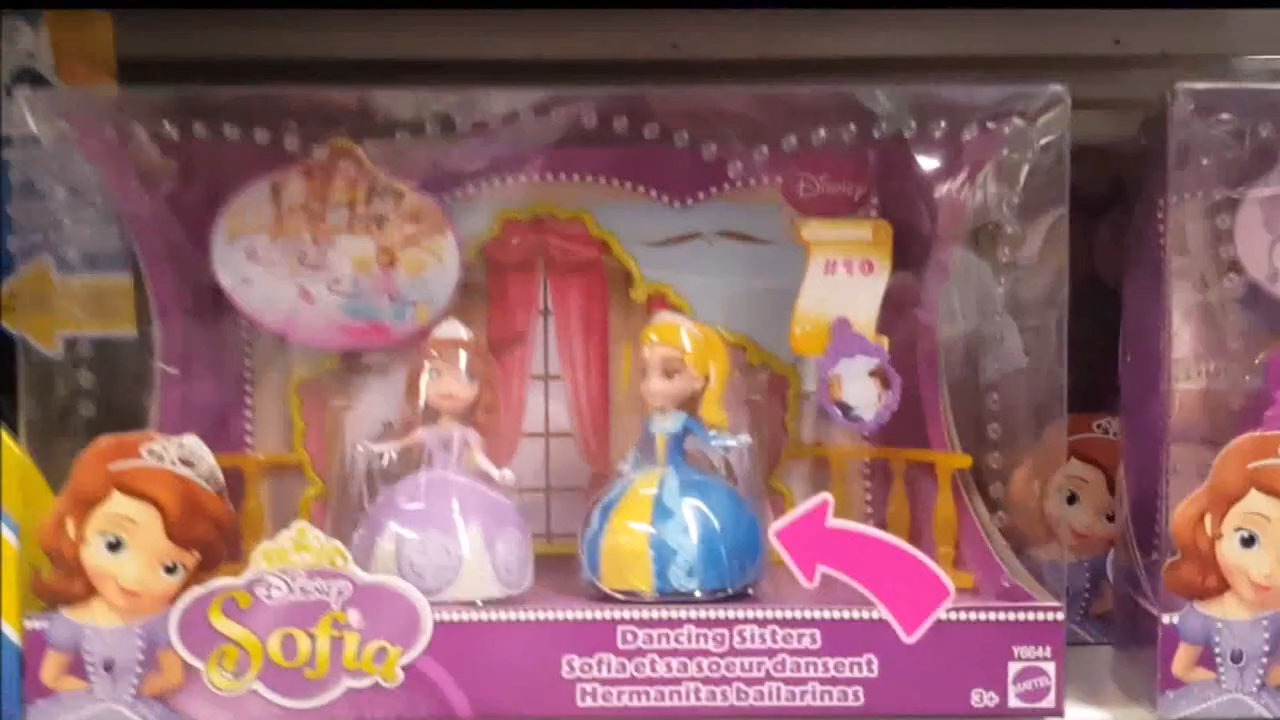 Disney
#10
Disney
Sofia
Dancing Sisters
Sofia et sa soeur dansent
Hermanitas bailarinas
Y6644
3+
MATTEL